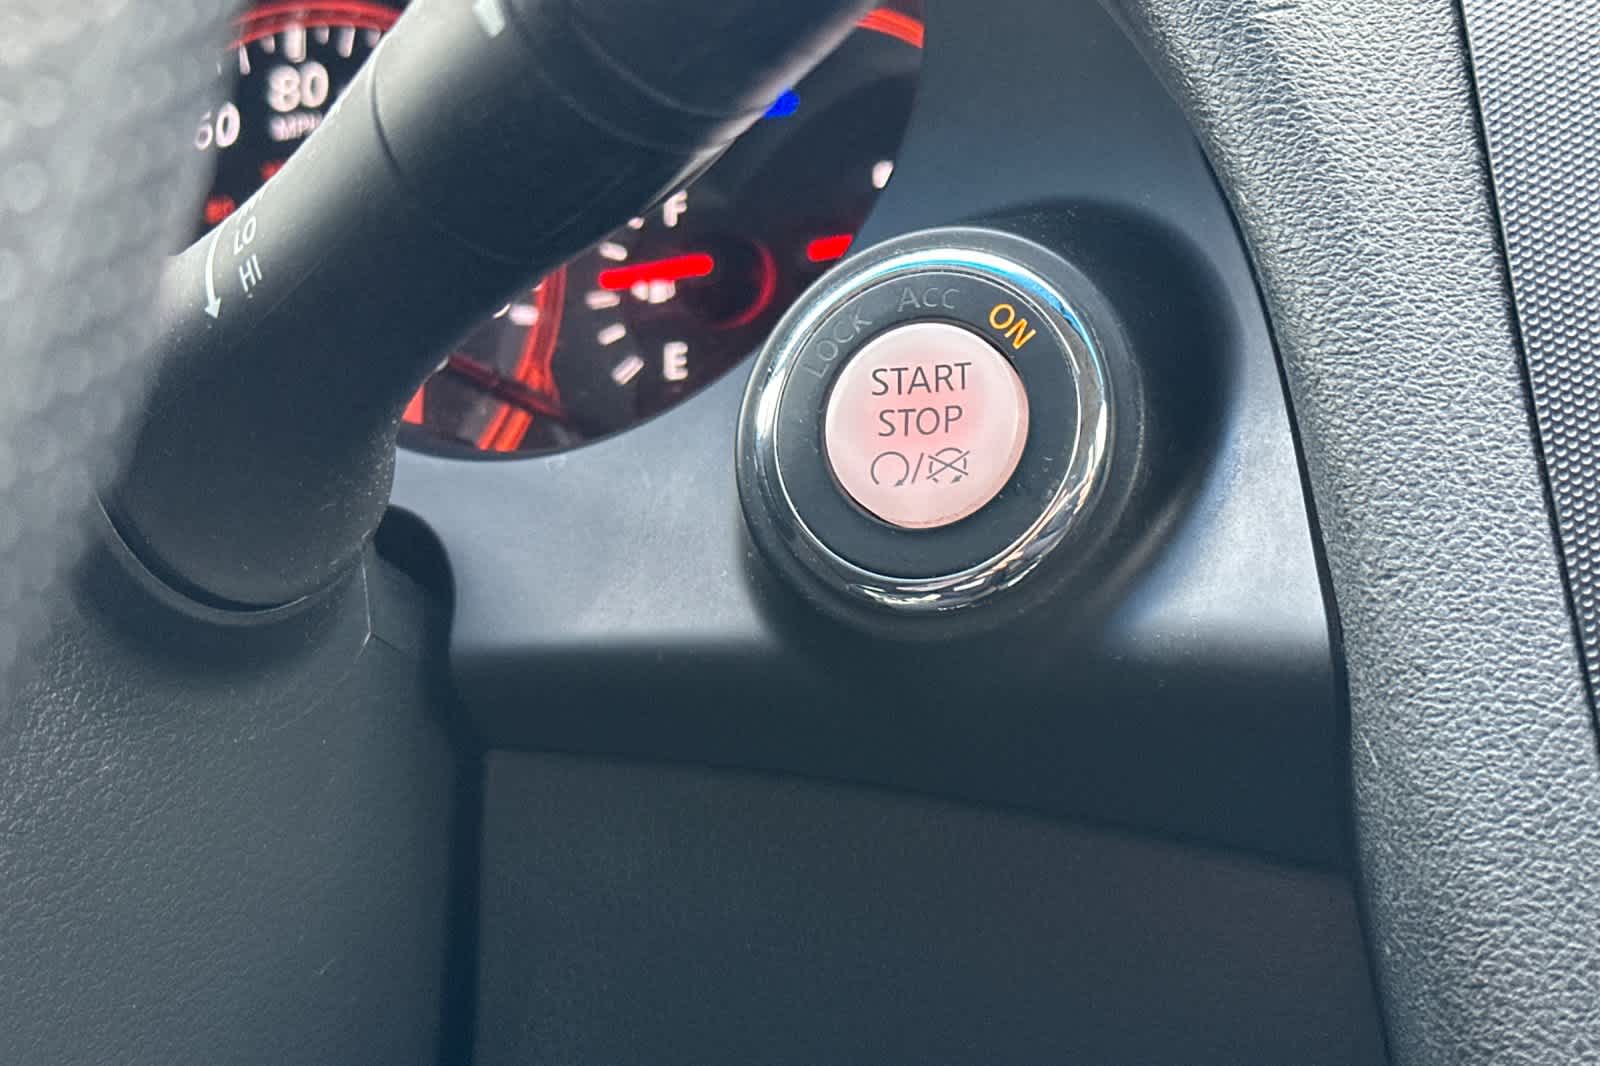 80
MPH
LO
HI
F
E
LOCK ACC ON
START
STOP